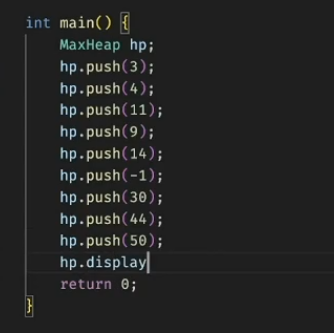 int main() {
    MaxHeap hp;
    hp.push(3);
    hp.push(4);
    hp.push(11);
    hp.push(9);
    hp.push(14);
    hp.push(-1);
    hp.push(30);
    hp.push(44);
    hp.push(50);
    hp.display
    return 0;
}